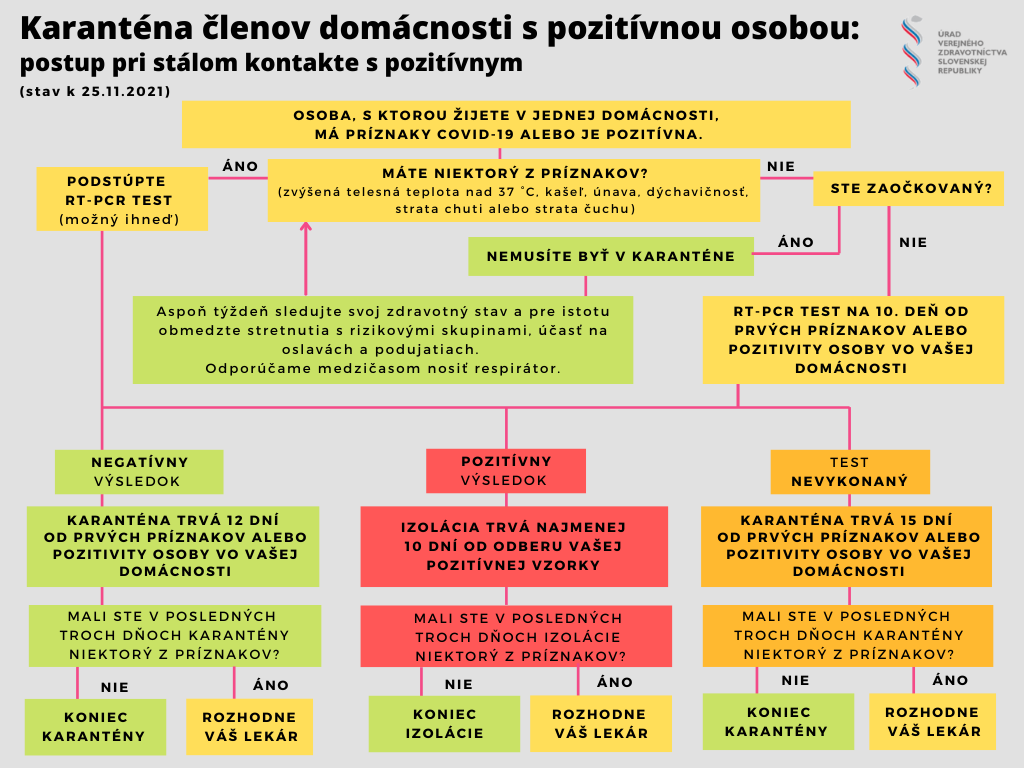 Karanténa členov domácnosti s pozitívnou osobou:
postup pri stálom kontakte s pozitívnym
(stav k 25.11.2021)
ÚRAD
VEREJNÉHO
ZDRAVOTNÍCTVA
SLOVENSKEJ
REPUBLIKY
OSOBA, S KTOROU ŽIJETE V JEDNEJ DOMÁCNOSTI,
MÁ PRÍZNAKY COVID-19 ALEBO JE POZITÍVNA.
ÁNO
MÁTE NIEKTORÝ Z PRÍZNAKOV?
(zvýšená telesná teplota nad 37 °C, kašeľ, únava, dýchavičnosť,
strata chuti alebo strata čuchu)
NIE
PODSTÚPTE
RT-PCR TEST
(možný ihneď)
STE ZAOČKOVANÝ?
ÁNO
NIE
NEMUSÍTE BYŤ V KARANTÉNE
Aspoň týždeň sledujte svoj zdravotný stav a pre istotu
obmedzte stretnutia s rizikovými skupinami, účasť na
oslavách a podujatiach.
Odporúčame medzičasom nosiť respirátor.
RT-PCR TEST NA 10. DEŇ OD
PRVÝCH PRÍZNAKOV ALEBO
POZITIVITY OSOBY VO VAŠEJ
DOMÁCNOSTI
NEGATÍVNY
VÝSLEDOK
KARANTÉNA TRVÁ 12 DNÍ
OD PRVÝCH PRÍZNAKOV ALEBO
POZITIVITY OSOBY VO VAŠEJ
DOMÁCNOSTI
MALI STE V POSLEDNÝCH
TROCH DŇOCH KARANTÉNY
NIEKTORÝ Z PRÍZNAKOV?
NIE
ÁNO
KONIEC
KARANTÉNY
ROZHODNE
VÁŠ LEKÁR
POZITÍVNY
VÝSLEDOK
IZOLÁCIA TRVÁ NAJMENEJ
10 DNÍ OD ODBERU VAŠEJ
POZITÍVNEJ VZORKY
MALI STE V POSLEDNÝCH
TROCH DŇOCH IZOLÁCIE
NIEKTORÝ Z PRÍZNAKOV?
NIE
ÁNO
KONIEC
IZOLÁCIE
ROZHODNE
VÁŠ LEKÁR
TEST
NEVYKONANÝ
KARANTÉNA TRVÁ 15 DNÍ
OD PRVÝCH PRÍZNAKOV ALEBO
POZITIVITY OSOBY VO VAŠEJ
DOMÁCNOSTI
MALI STE V POSLEDNÝCH
TROCH DŇOCH KARANTÉNY
NIEKTORÝ Z PRÍZNAKOV?
NIE
ÁNO
KONIEC
KARANTÉNY
ROZHODNE
VÁŠ LEKÁR